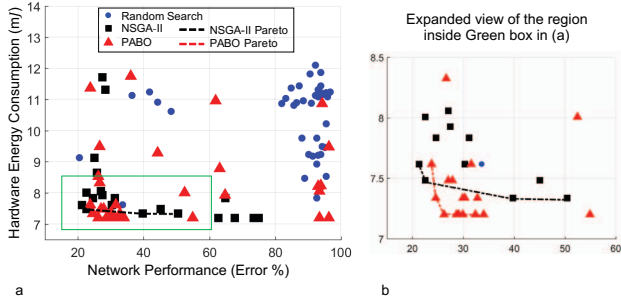 Random Search
NSGA-II
NSGA-II Pareto
PABO
PABO Pareto
Hardware Energy Consumption (mJ)
14
13
12
11
10
9
8
7
20
40
60
80
100
Network Performance (Error %)
a
Expanded view of the region
inside Green box in (a)
8.5
8
7.5
7
20
30
40
50
60
b